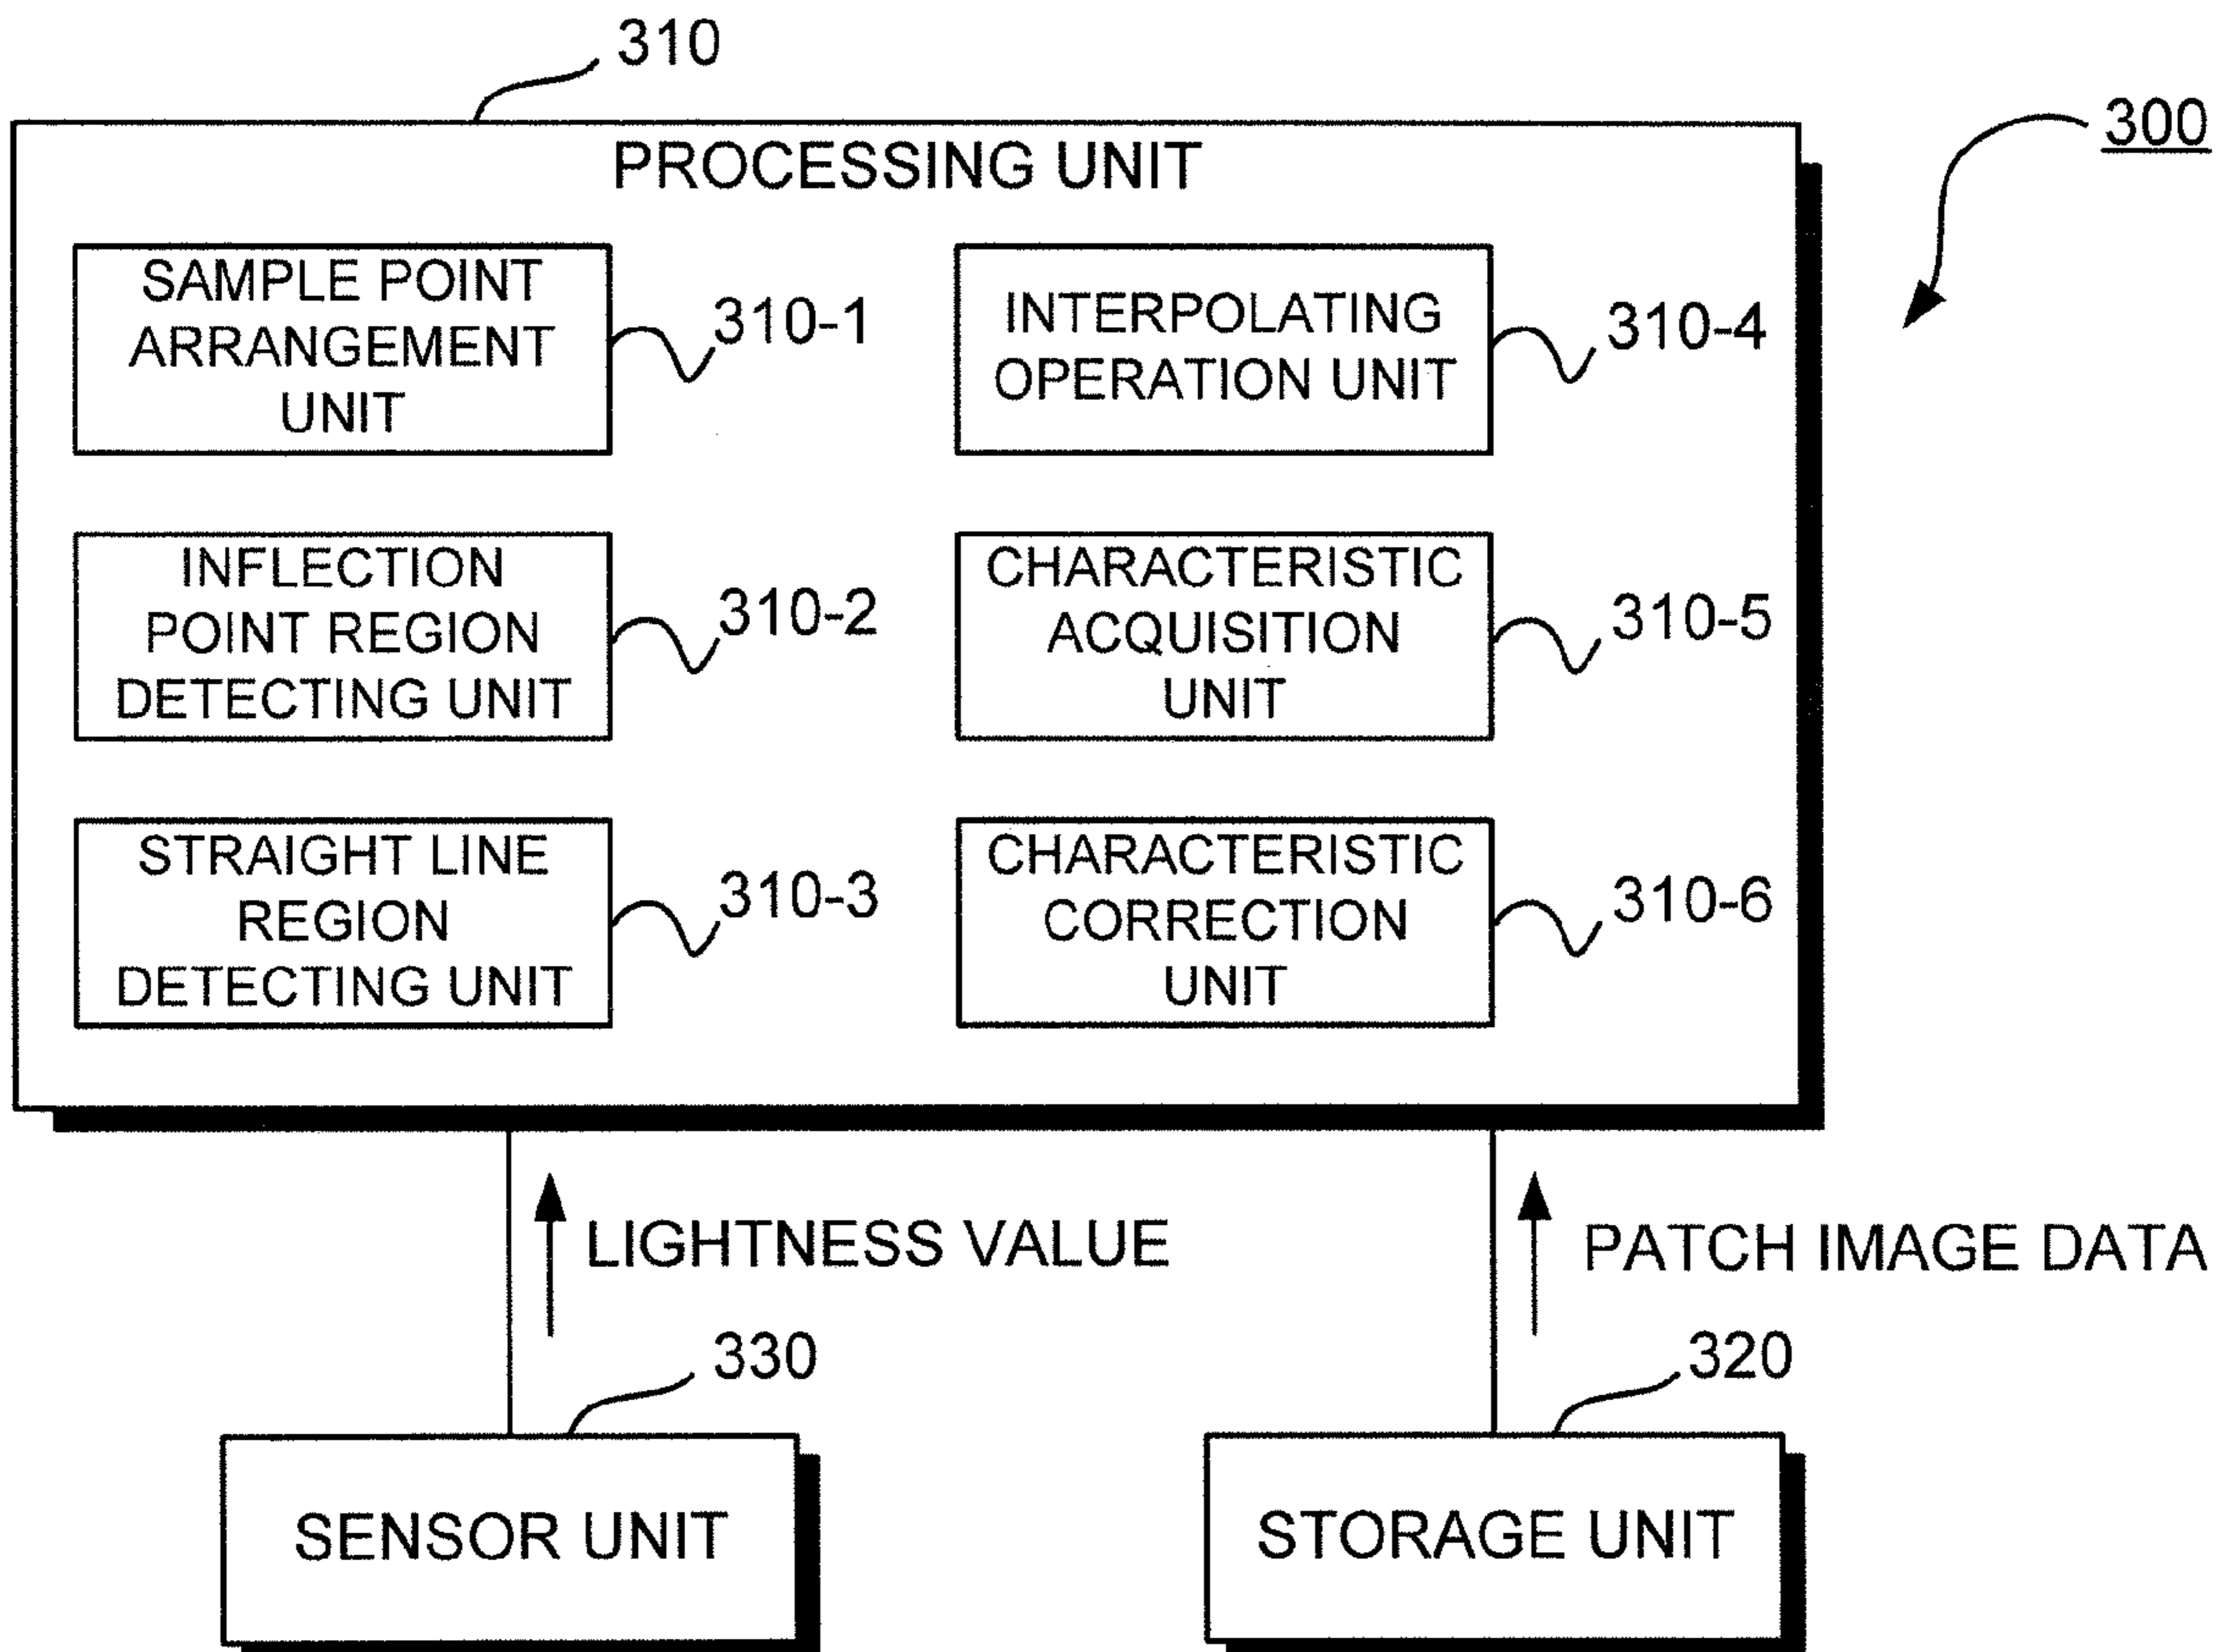 310
300
PROCESSING UNIT
SAMPLE POINT
ARRANGEMENT
UNIT
310-1
INTERPOLATING
OPERATION UNIT
310-4
INFLECTION
POINT REGION
DETECTING UNIT
310-2
CHARACTERISTIC
ACQUISITION
UNIT
310-5
STRAIGHT LINE
REGION
DETECTING UNIT
310-3
CHARACTERISTIC
CORRECTION
UNIT
310-6
LIGHTNESS VALUE
PATCH IMAGE DATA
330
320
SENSOR UNIT
STORAGE UNIT